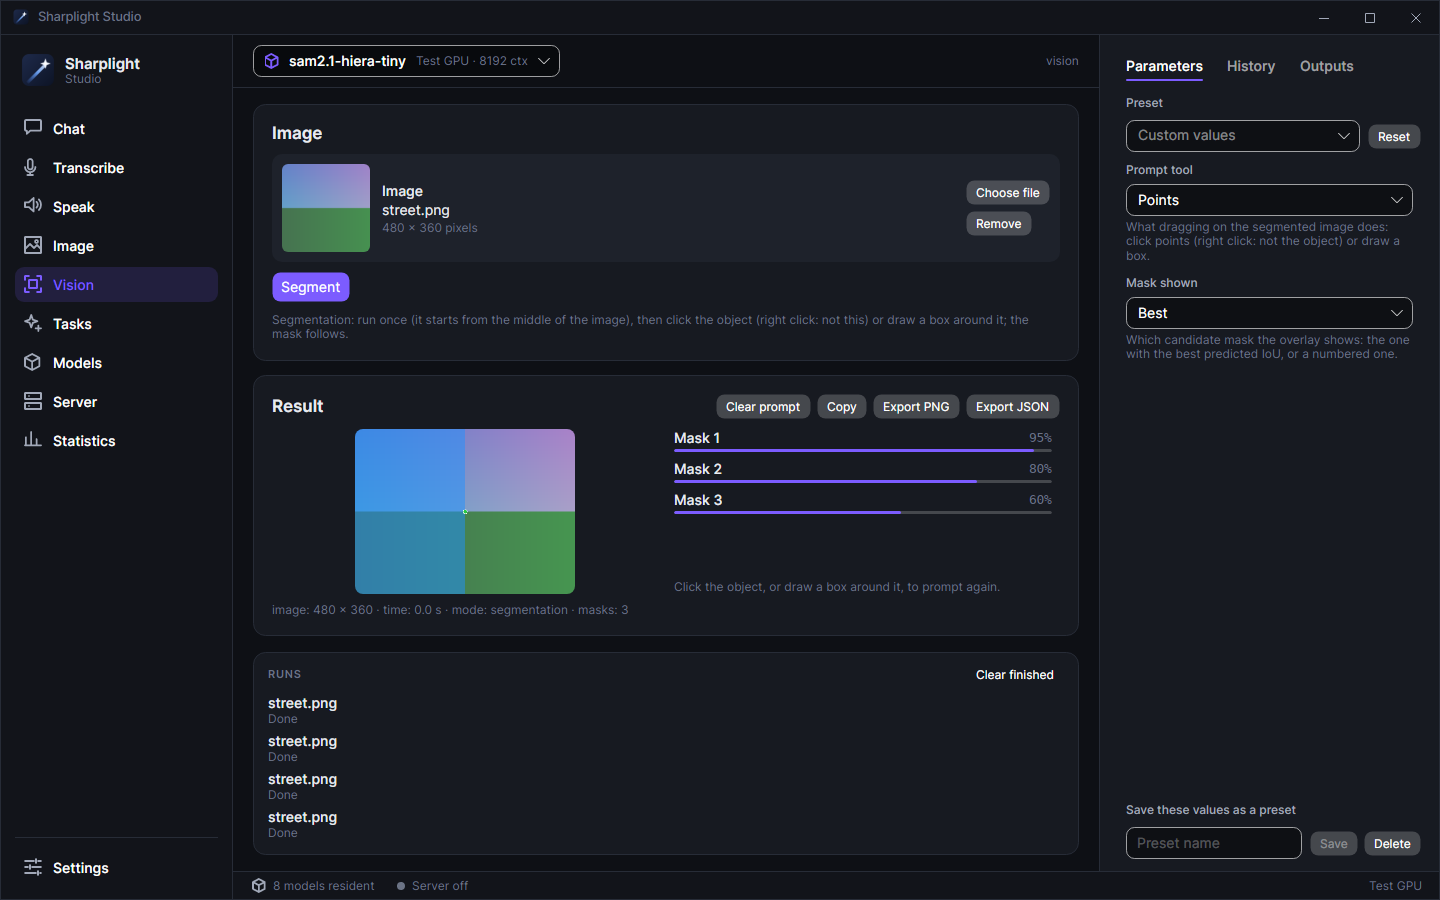 Sharplight Studio
Sharplight
Studio
Chat
Transcribe
Speak
Image
Vision
Tasks
Models
Server
Statistics
Settings
sam2.1-hiera-tiny Test GPU · 8192 ctx
vision
Image
Image
street.png
480 × 360 pixels
Choose file
Remove
Segment
Segmentation: run once (it starts from the middle of the image), then click the object (right click: not this) or draw a box around it; the
mask follows.
Result
Clear prompt
Copy
Export PNG
Export JSON
Mask 1 95%
Mask 2 80%
Mask 3 60%
Click the object, or draw a box around it, to prompt again.
image: 480 × 360 · time: 0.0 s · mode: segmentation · masks: 3
RUNS
Clear finished
street.png
Done
street.png
Done
street.png
Done
street.png
Done
Parameters
History
Outputs
Preset
Custom values
Reset
Prompt tool
Points
What dragging on the segmented image does:
click points (right click: not the object) or draw a
box.
Mask shown
Best
Which candidate mask the overlay shows: the one
with the best predicted IoU, or a numbered one.
Save these values as a preset
Preset name
Save
Delete
8 models resident
Server off
Test GPU